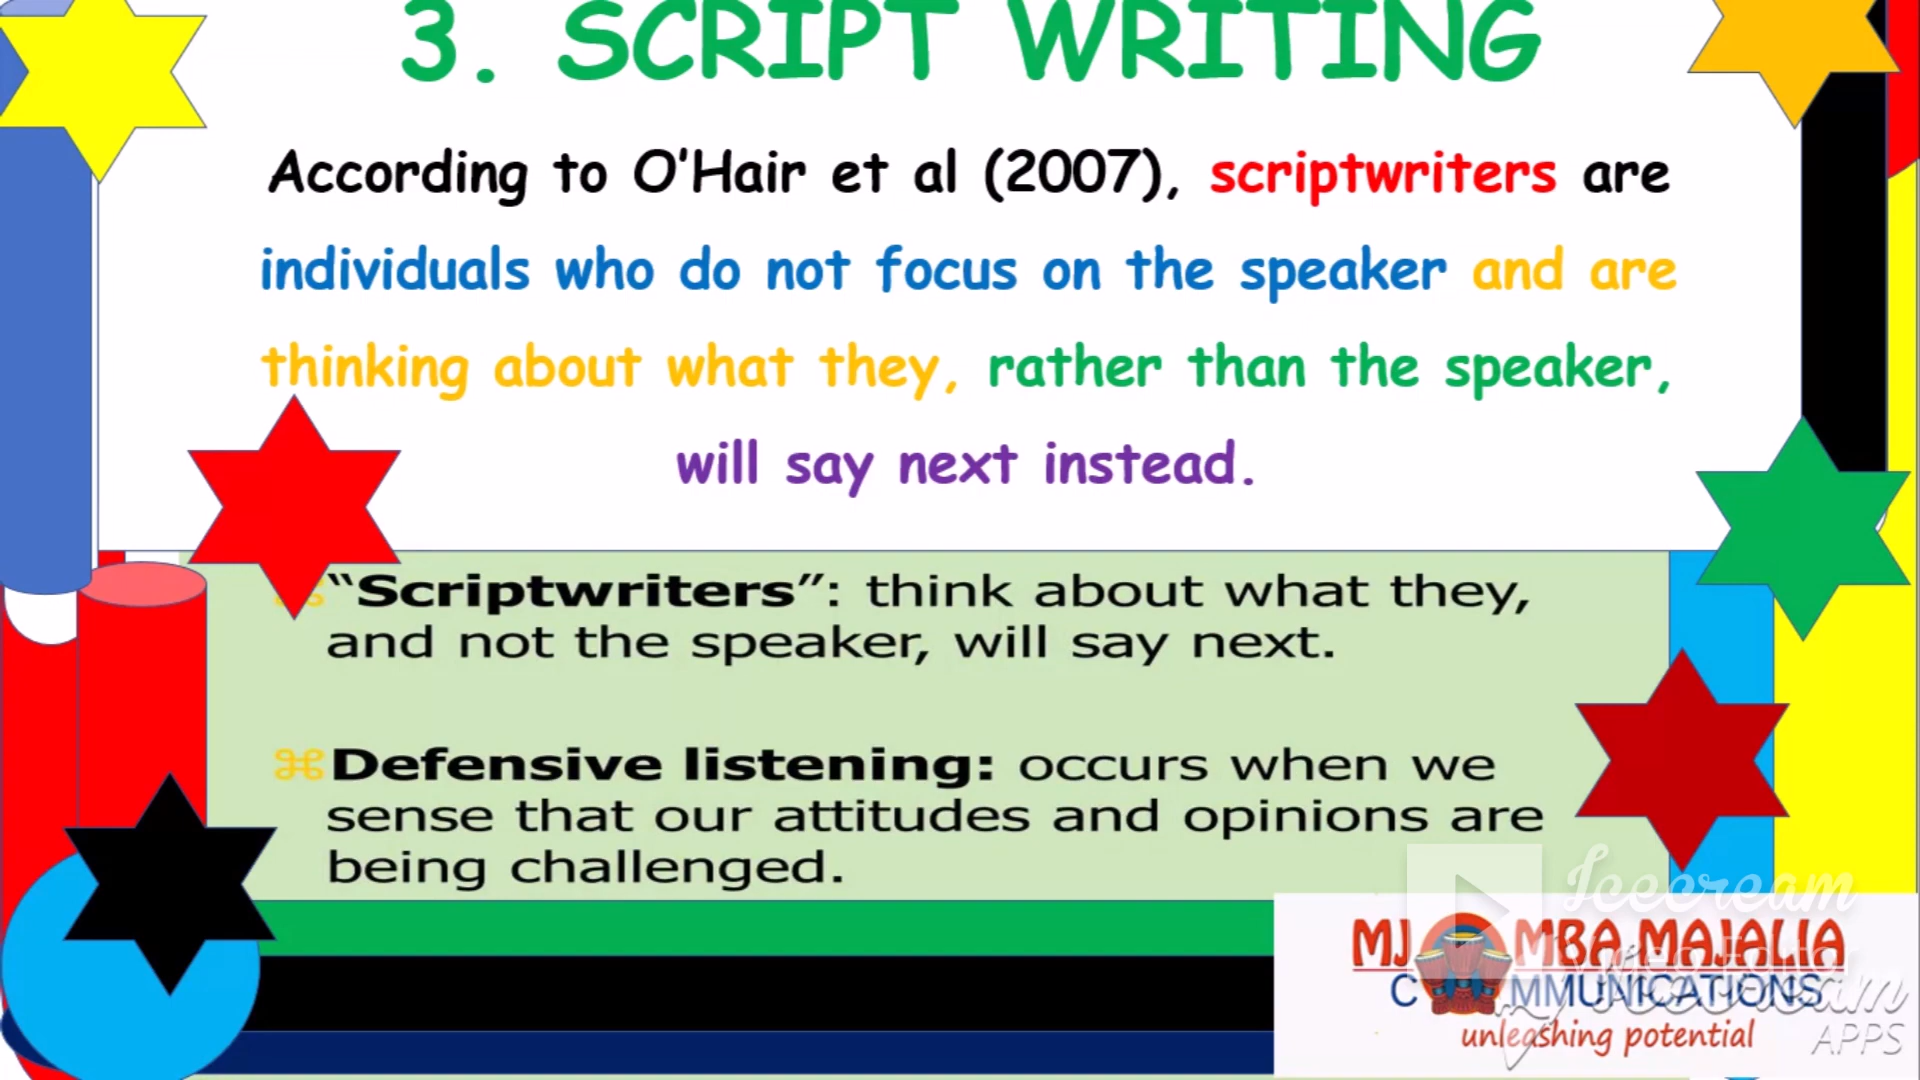 3. SCRIPT WRITING
According to O'Hair et al (2007), scriptwriters are
individuals who do not focus on the speaker and are
thinking about what they, rather than the speaker,
will say next instead.
⌘“Scriptwriters”: think about what they,
and not the speaker, will say next.
⌘Defensive listening: occurs when we
sense that our attitudes and opinions are
being challenged.
Icecream
MJOMBA MAJALIA
COMMUNICATIONS
unleashing potential
APPS